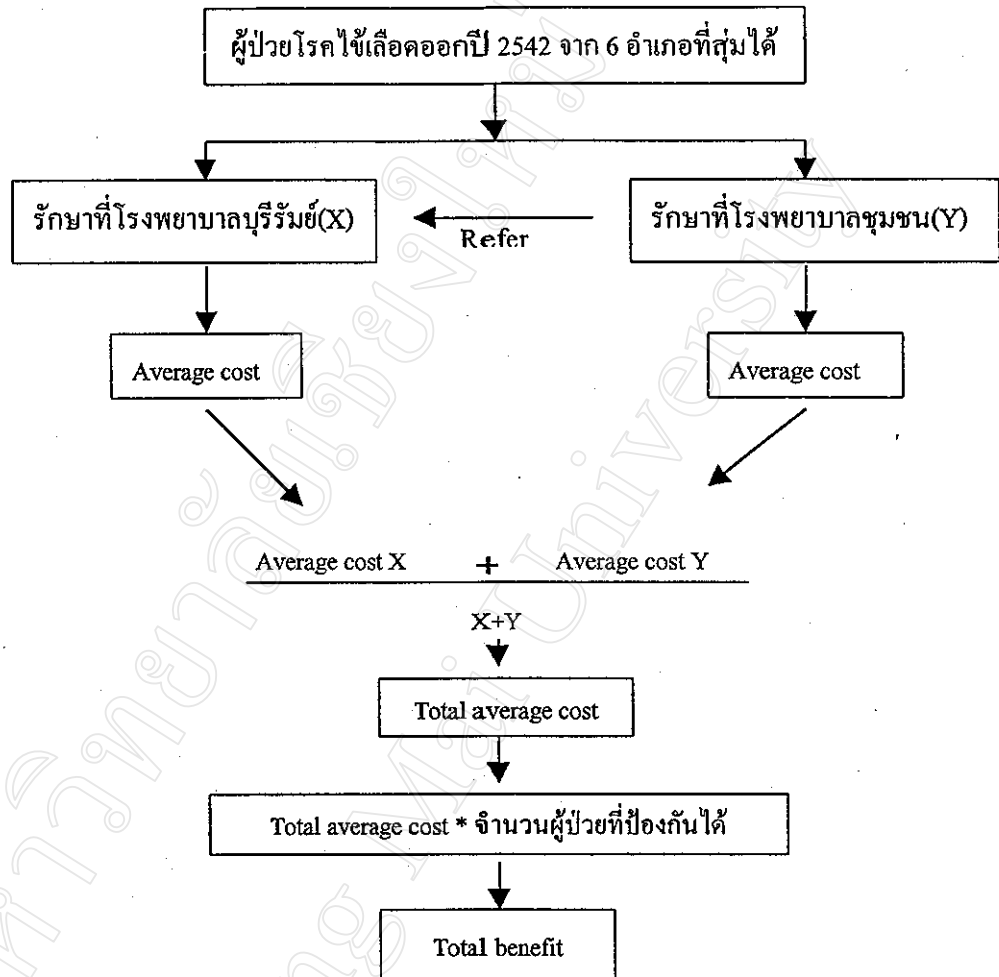 ผู้ป่วยโรคไข้เลือดออกปี 2542 จาก 6 อำเภอที่สุ่มได้
รักษาที่โรงพยาบาลบุรีรัมย์(X)
Refer
รักษาที่โรงพยาบาลชุมชน(Y)
Average cost
Average cost
Average cost X + Average cost Y
X+Y
Total average cost
Total average cost * จำนวนผู้ป่วยที่ป้องกันได้
Total benefit
Mai University